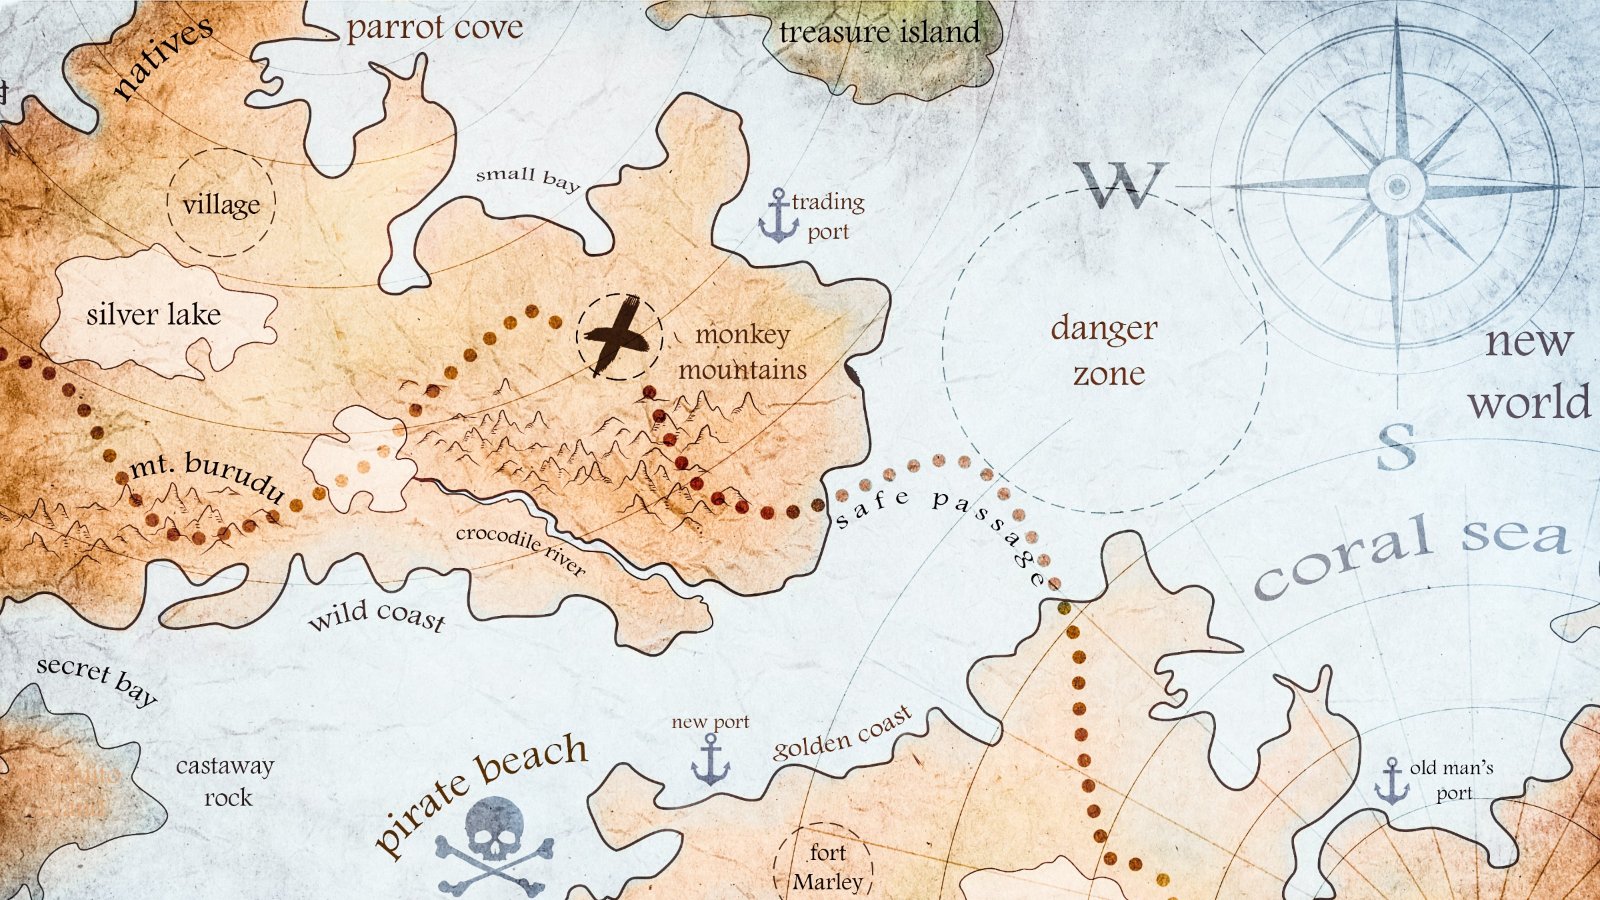 natives
parrot cove
treasure island
small bay
village
trading
port
W
silver lake
monkey
mountains
danger
zone
new
world
S
mt. burudu
safe passage
crocodile river
coral sea
wild coast
secret bay
new port
golden coast
castaway
rock
pirate beach
old man's
port
fort
Marley